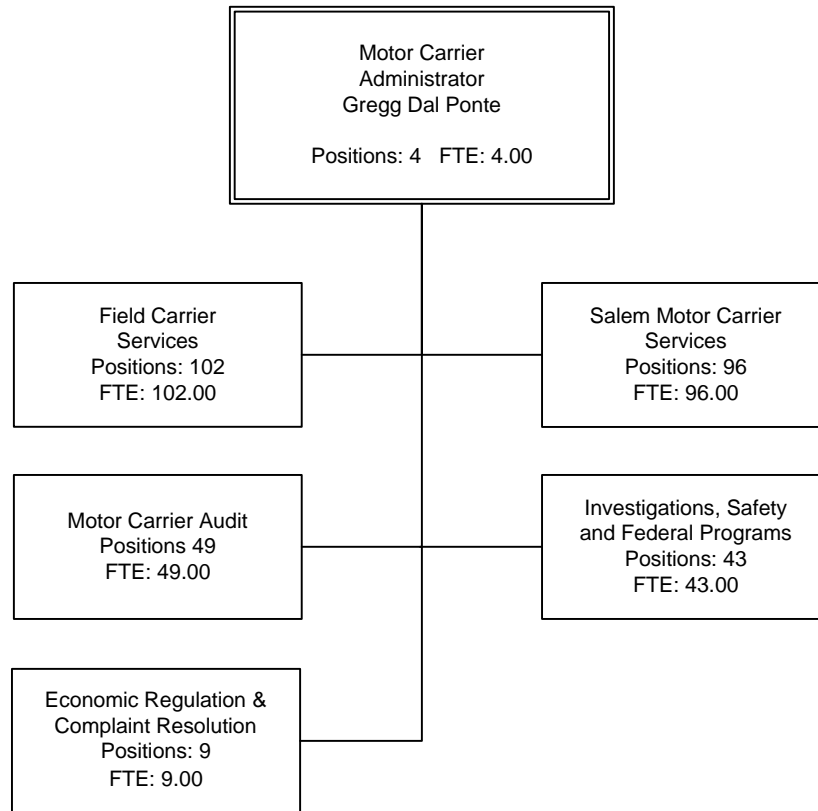 Motor Carrier
Administrator
Gregg Dal Ponte
Positions: 4   FTE: 4.00
Field Carrier
Services
Positions: 102
FTE: 102.00
Salem Motor Carrier
Services
Positions: 96
FTE: 96.00
Motor Carrier Audit
Positions 49
FTE: 49.00
Investigations, Safety
and Federal Programs
Positions: 43
FTE: 43.00
Economic Regulation &
Complaint Resolution
Positions: 9
FTE: 9.00